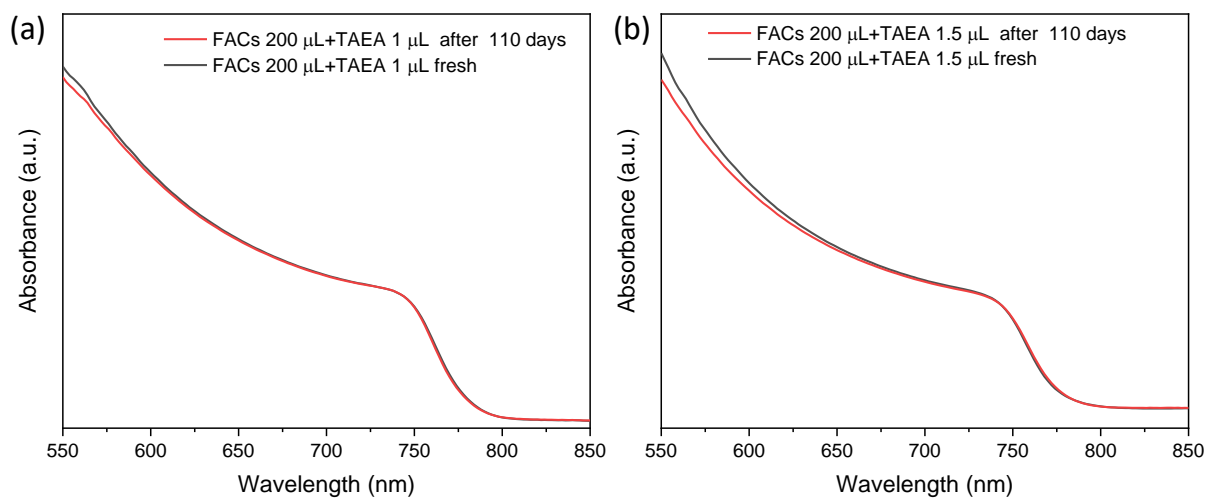 (a)
FACs 200 μL+TAEA 1 μL after 110 days
FACs 200 μL+TAEA 1 μL fresh
Absorbance (a.u.)
550 600 650 700 750 800 850
Wavelength (nm)
(b)
FACs 200 μL+TAEA 1.5 μL after 110 days
FACs 200 μL+TAEA 1.5 μL fresh
Absorbance (a.u.)
550 600 650 700 750 800 850
Wavelength (nm)